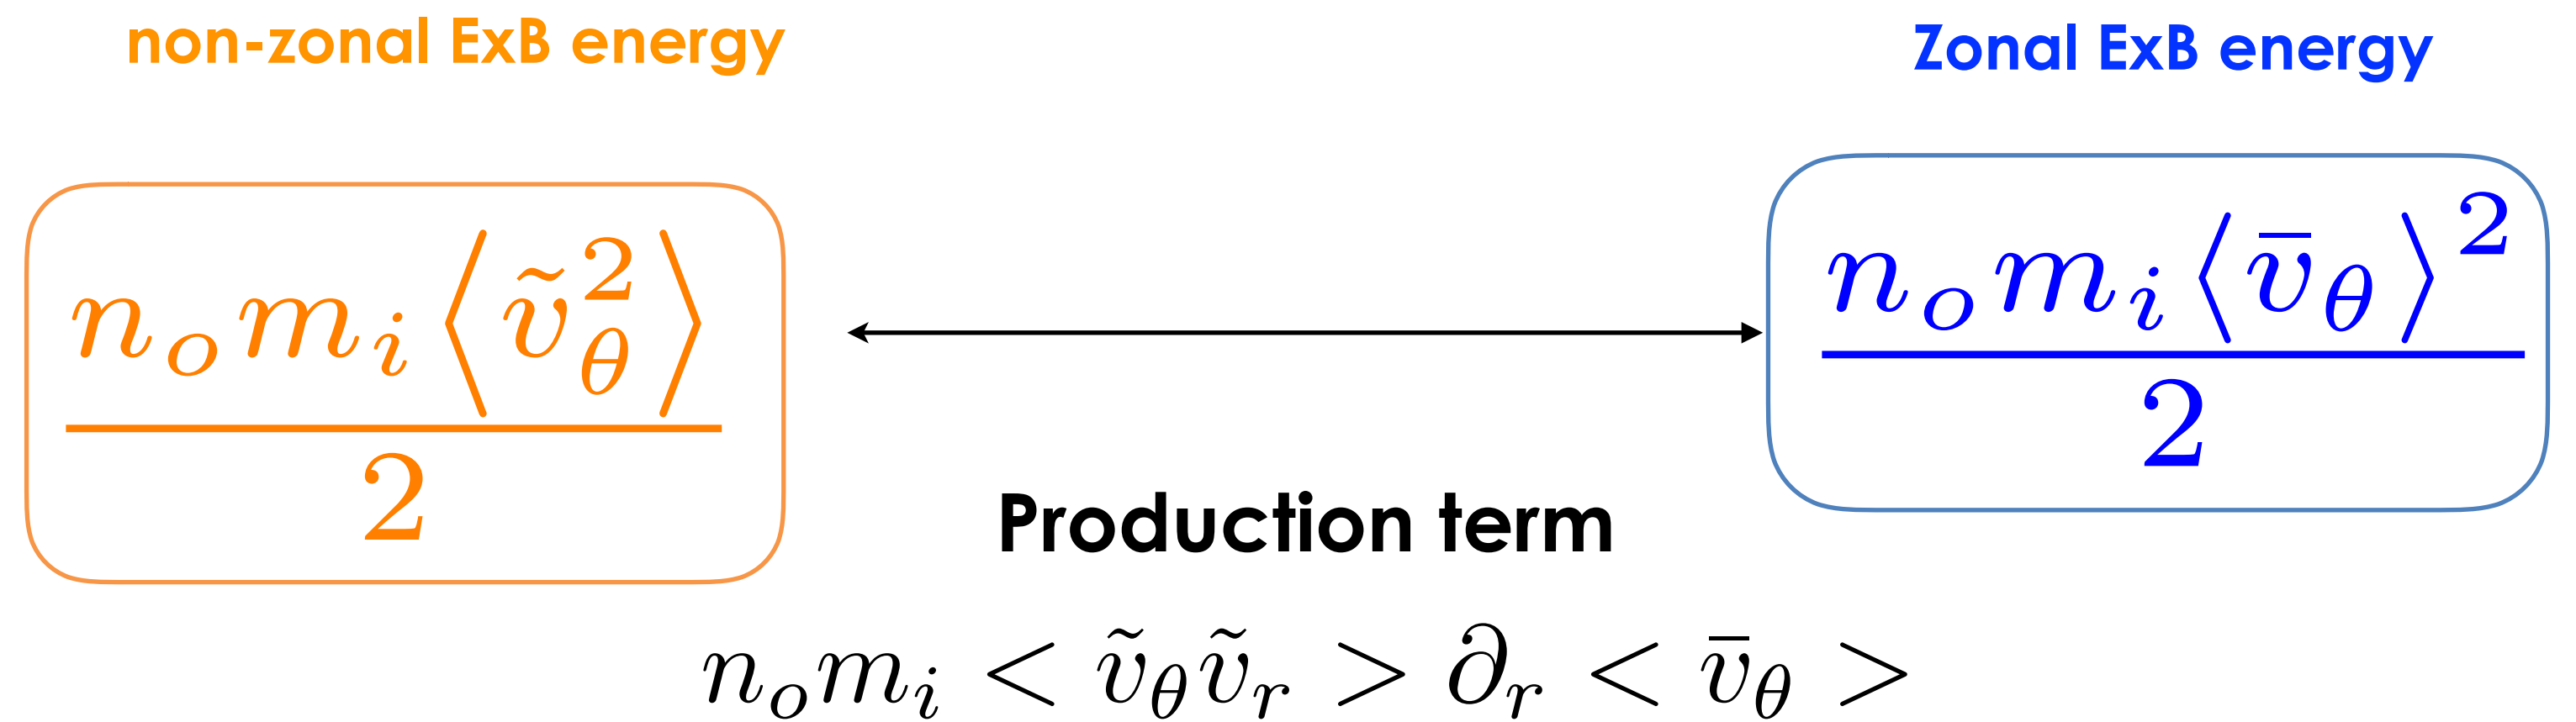 non-zonal ExB energy
Zonal ExB energy
n_o m_i ⟨ṽ_θ^2⟩ / 2
n_o m_i ⟨v̄_θ⟩^2 / 2
Production term
n_o m_i < ṽ_θ ṽ_r > ∂_r < v̄_θ >